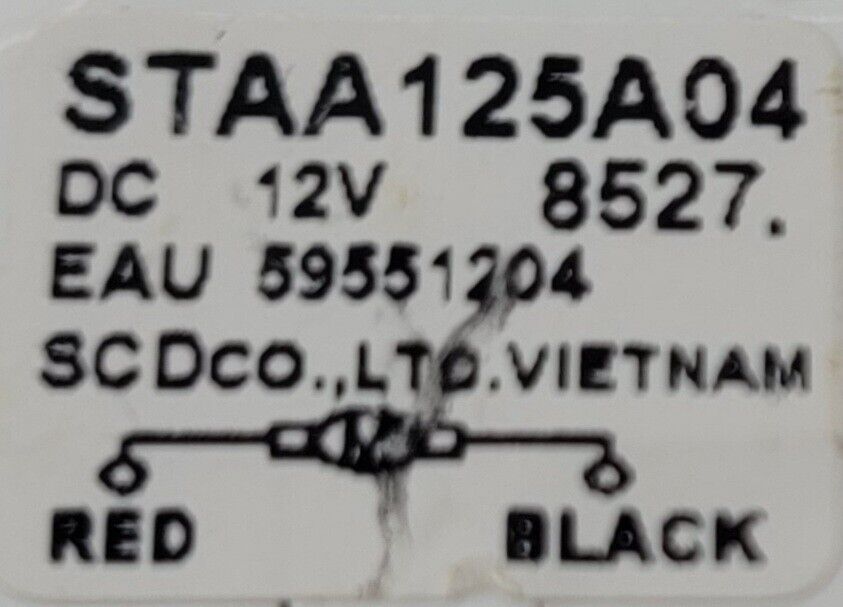 STAA125A04
DC 12V 8527.
EAU 59551204
SCDCO.,LTD.VIETNAM
RED BLACK